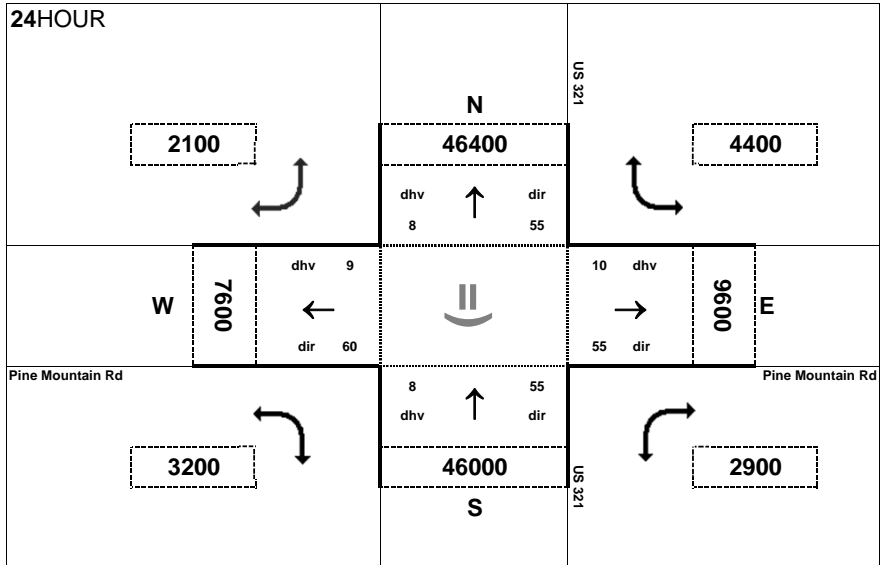 24HOUR
US 321
N
2100
46400
4400
dhv dir
8 55
dhv 9
10 dhv
W
7600
9600
E
dir 60
55 dir
Pine Mountain Rd
Pine Mountain Rd
8 55
dhv dir
3200
46000
2900
US 321
S